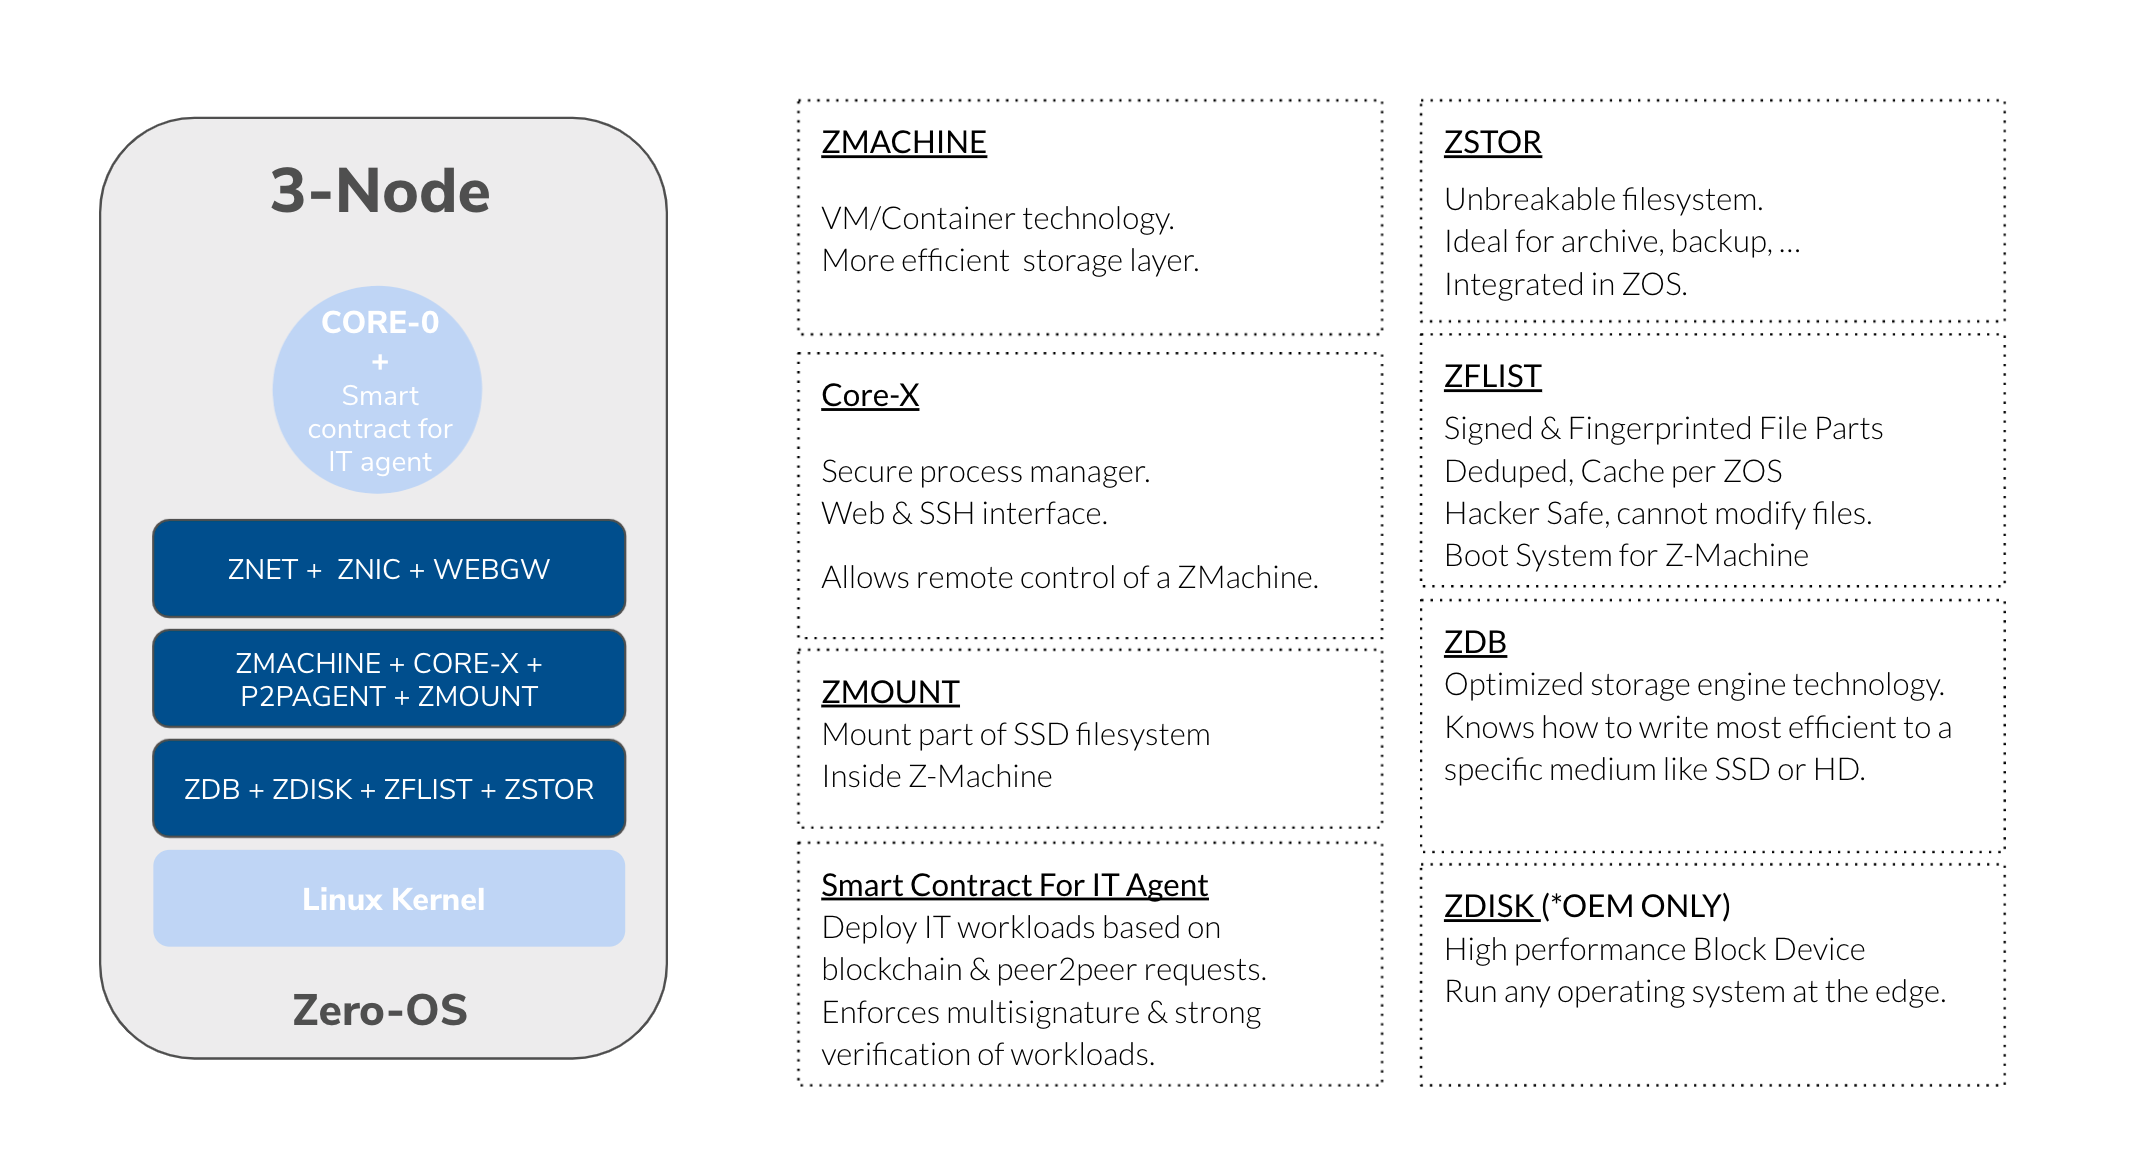 3-Node
CORE-0
+
Smart
contract for
IT agent
ZNET + ZNIC + WEBGW
ZMACHINE + CORE-X +
P2PAGENT + ZMOUNT
ZDB + ZDISK + ZFLIST + ZSTOR
Linux Kernel
Zero-OS
ZMACHINE
VM/Container technology.
More efficient storage layer.
Core-X
Secure process manager.
Web & SSH interface.
Allows remote control of a ZMachine.
ZMOUNT
Mount part of SSD filesystem
Inside Z-Machine
Smart Contract For IT Agent
Deploy IT workloads based on
blockchain & peer2peer requests.
Enforces multisignature & strong
verification of workloads.
ZSTOR
Unbreakable filesystem.
Ideal for archive, backup, ...
Integrated in ZOS.
ZFLIST
Signed & Fingerprinted File Parts
Deduped, Cache per ZOS
Hacker Safe, cannot modify files.
Boot System for Z-Machine
ZDB
Optimized storage engine technology.
Knows how to write most efficient to a
specific medium like SSD or HD.
ZDISK (*OEM ONLY)
High performance Block Device
Run any operating system at the edge.